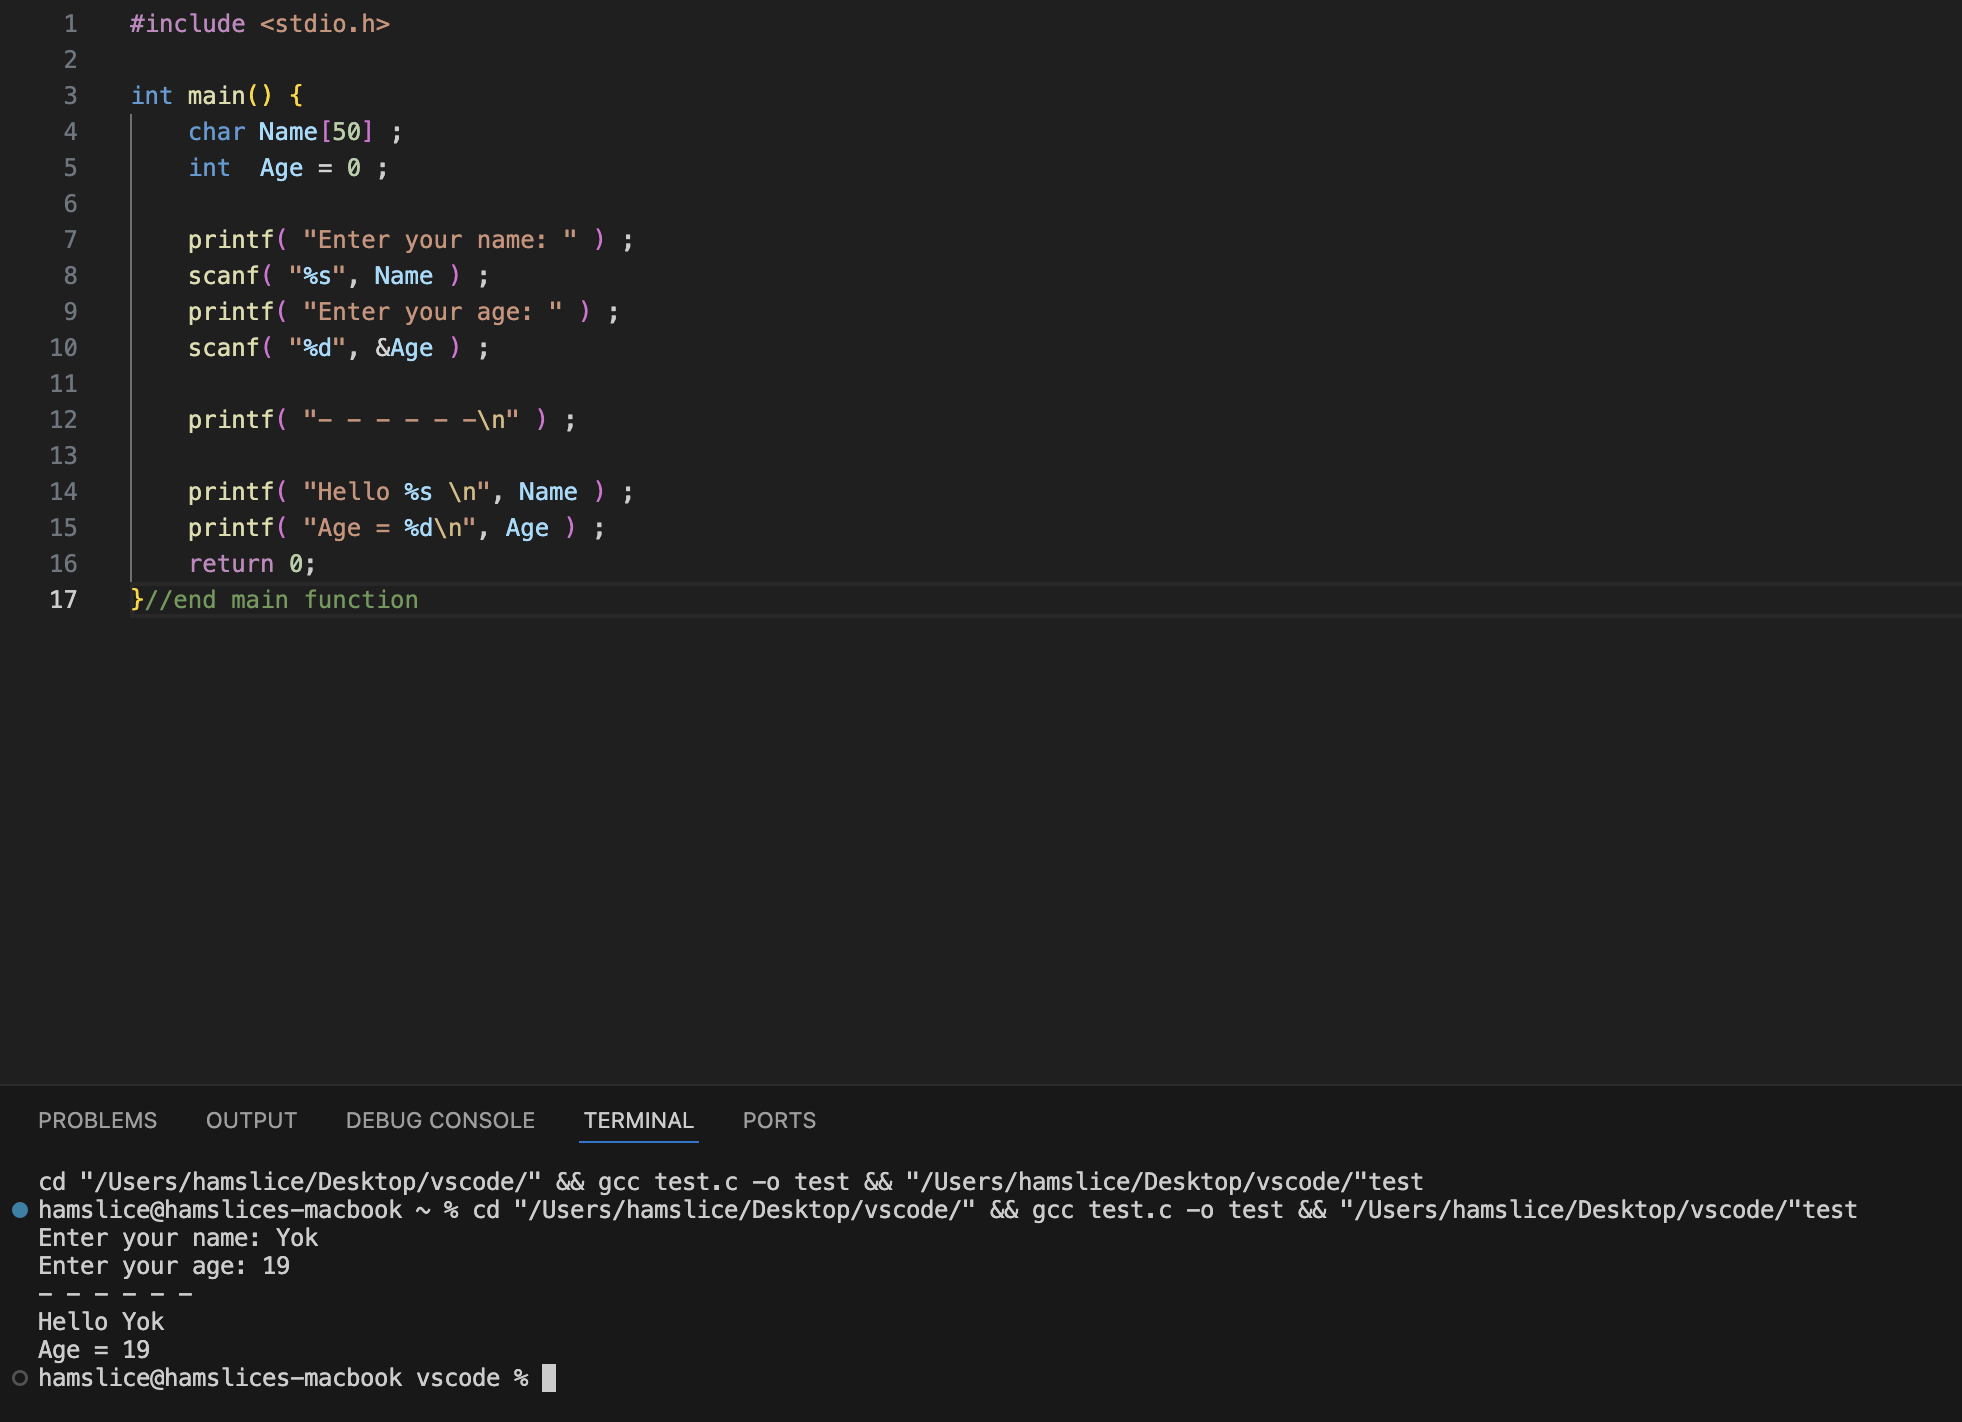 1 #include <stdio.h>
2
3 int main() {
4     char Name[50] ;
5     int  Age = 0 ;
6
7     printf( "Enter your name: " ) ;
8     scanf( "%s", Name ) ;
9     printf( "Enter your age: " ) ;
10     scanf( "%d", &Age ) ;
11
12     printf( "- - - - - -\n" ) ;
13
14     printf( "Hello %s \n", Name ) ;
15     printf( "Age = %d\n", Age ) ;
16     return 0;
17 }//end main function
PROBLEMS OUTPUT DEBUG CONSOLE TERMINAL PORTS
cd "/Users/hamslice/Desktop/vscode/" && gcc test.c -o test && "/Users/hamslice/Desktop/vscode/"test
hamslice@hamslices-macbook ~ % cd "/Users/hamslice/Desktop/vscode/" && gcc test.c -o test && "/Users/hamslice/Desktop/vscode/"test
Enter your name: Yok
Enter your age: 19
- - - - - -
Hello Yok
Age = 19
hamslice@hamslices-macbook vscode %